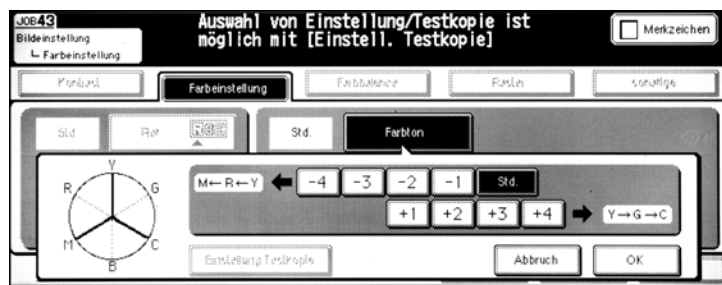 JOB43
Bildeinstellung
Farbeinstellung
Auswahl von Einstellung/Testkopie ist
möglich mit [Einstell. Testkopie]
Merkzeichen
Kontrast
Farbeinstellung
Farbbalance
Raster
sonstige
Std
Rot
Std.
Farbton
Y
R
G
M
C
B
M←R←Y
-4 -3 -2 -1 Std.
+1 +2 +3 +4
Y→G→C
Einstellung Testkopie
Abbruch
OK